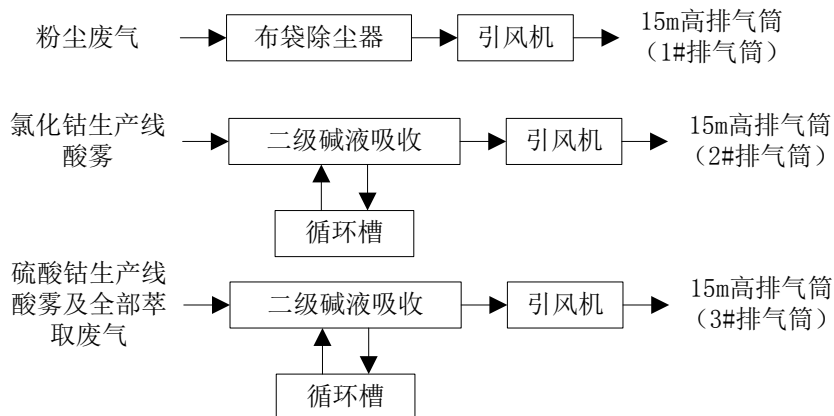 粉尘废气
布袋除尘器
引风机
15m高排气筒
（1#排气筒）
氯化钴生产线
酸雾
二级碱液吸收
引风机
15m高排气筒
（2#排气筒）
循环槽
硫酸钴生产线
酸雾及全部萃
取废气
二级碱液吸收
引风机
15m高排气筒
（3#排气筒）
循环槽